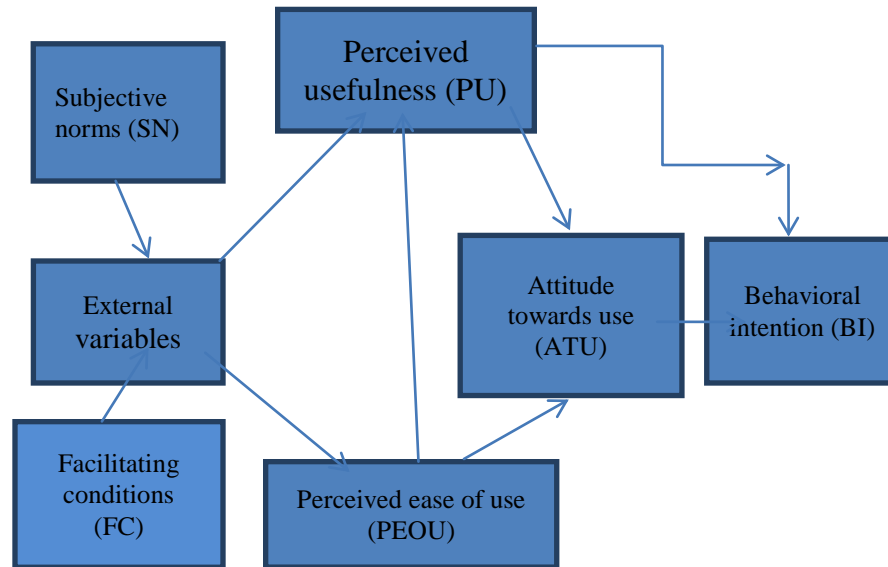 Perceived
usefulness (PU)
Subjective
norms (SN)
External
variables
Attitude
towards use
(ATU)
Behavioral
intention (BI)
Facilitating
conditions
(FC)
Perceived ease of use
(PEOU)